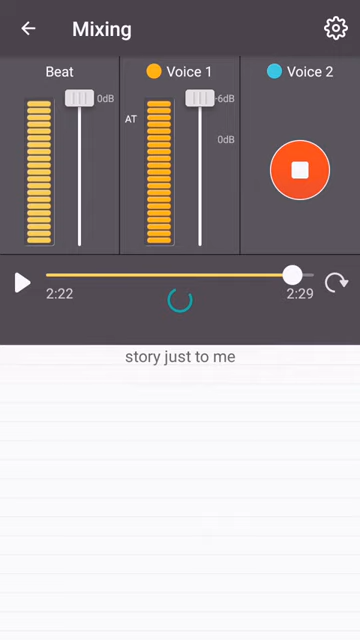 Mixing
Beat
Voice 1
Voice 2
0dB
-6dB
AT
0dB
2:22
2:29
story just to me